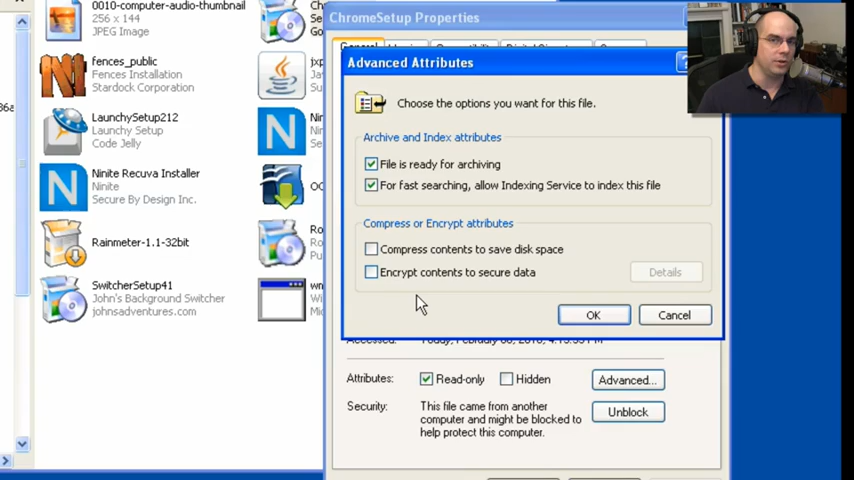 0010-computer-audio-thumbnail
256 x 144
JPEG Image
fences_public
Fences Installation
Stardock Corporation
LaunchySetup212
Launchy Setup
Code Jelly
Ninite Recuva Installer
Ninite
Secure By Design Inc.
Rainmeter-1.1-32bit
SwitcherSetup41
John's Background Switcher
johnsadventures.com
ChromeSetup Properties
General
Advanced Attributes
Choose the options you want for this file.
Archive and Index attributes
File is ready for archiving
For fast searching, allow Indexing Service to index this file
Compress or Encrypt attributes
Compress contents to save disk space
Encrypt contents to secure data
Details
OK
Cancel
Attributes:
Read-only
Hidden
Advanced...
Security:
This file came from another
computer and might be blocked to
help protect this computer.
Unblock